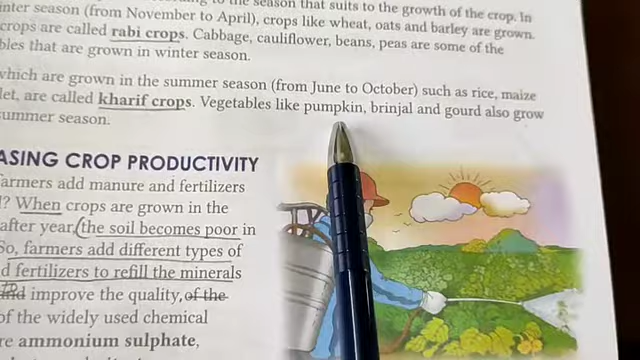 to the season that suits to the growth of the crop. In
inter season (from November to April), crops like wheat, oats and barley are grown.
crops are called rabi crops. Cabbage, cauliflower, beans, peas are some of the
bles that are grown in winter season.
which are grown in the summer season (from June to October) such as rice, maize
let, are called kharif crops. Vegetables like pumpkin, brinjal and gourd also grow
summer season.
ASING CROP PRODUCTIVITY
farmers add manure and fertilizers
? When crops are grown in the
after year, (the soil becomes poor in
So, farmers add different types of
d fertilizers to refill the minerals
improve the quality, of the
of the widely used chemical
re ammonium sulphate,